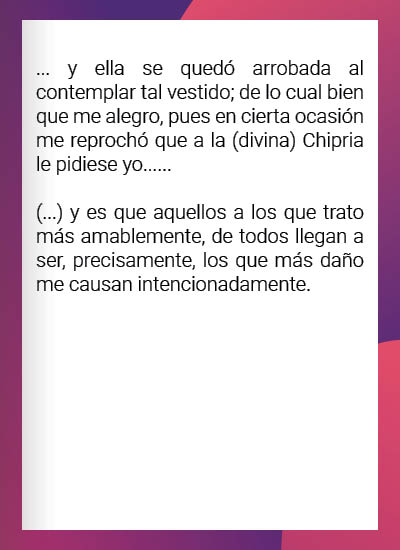 ... y ella se quedó arrobada al
contemplar tal vestido; de lo cual bien
que me alegro, pues en cierta ocasión
me reprochó que a la (divina) Chipria
le pidiese yo......
(...) y es que aquellos a los que trato
más amablemente, de todos llegan a
ser, precisamente, los que más daño
me causan intencionadamente.